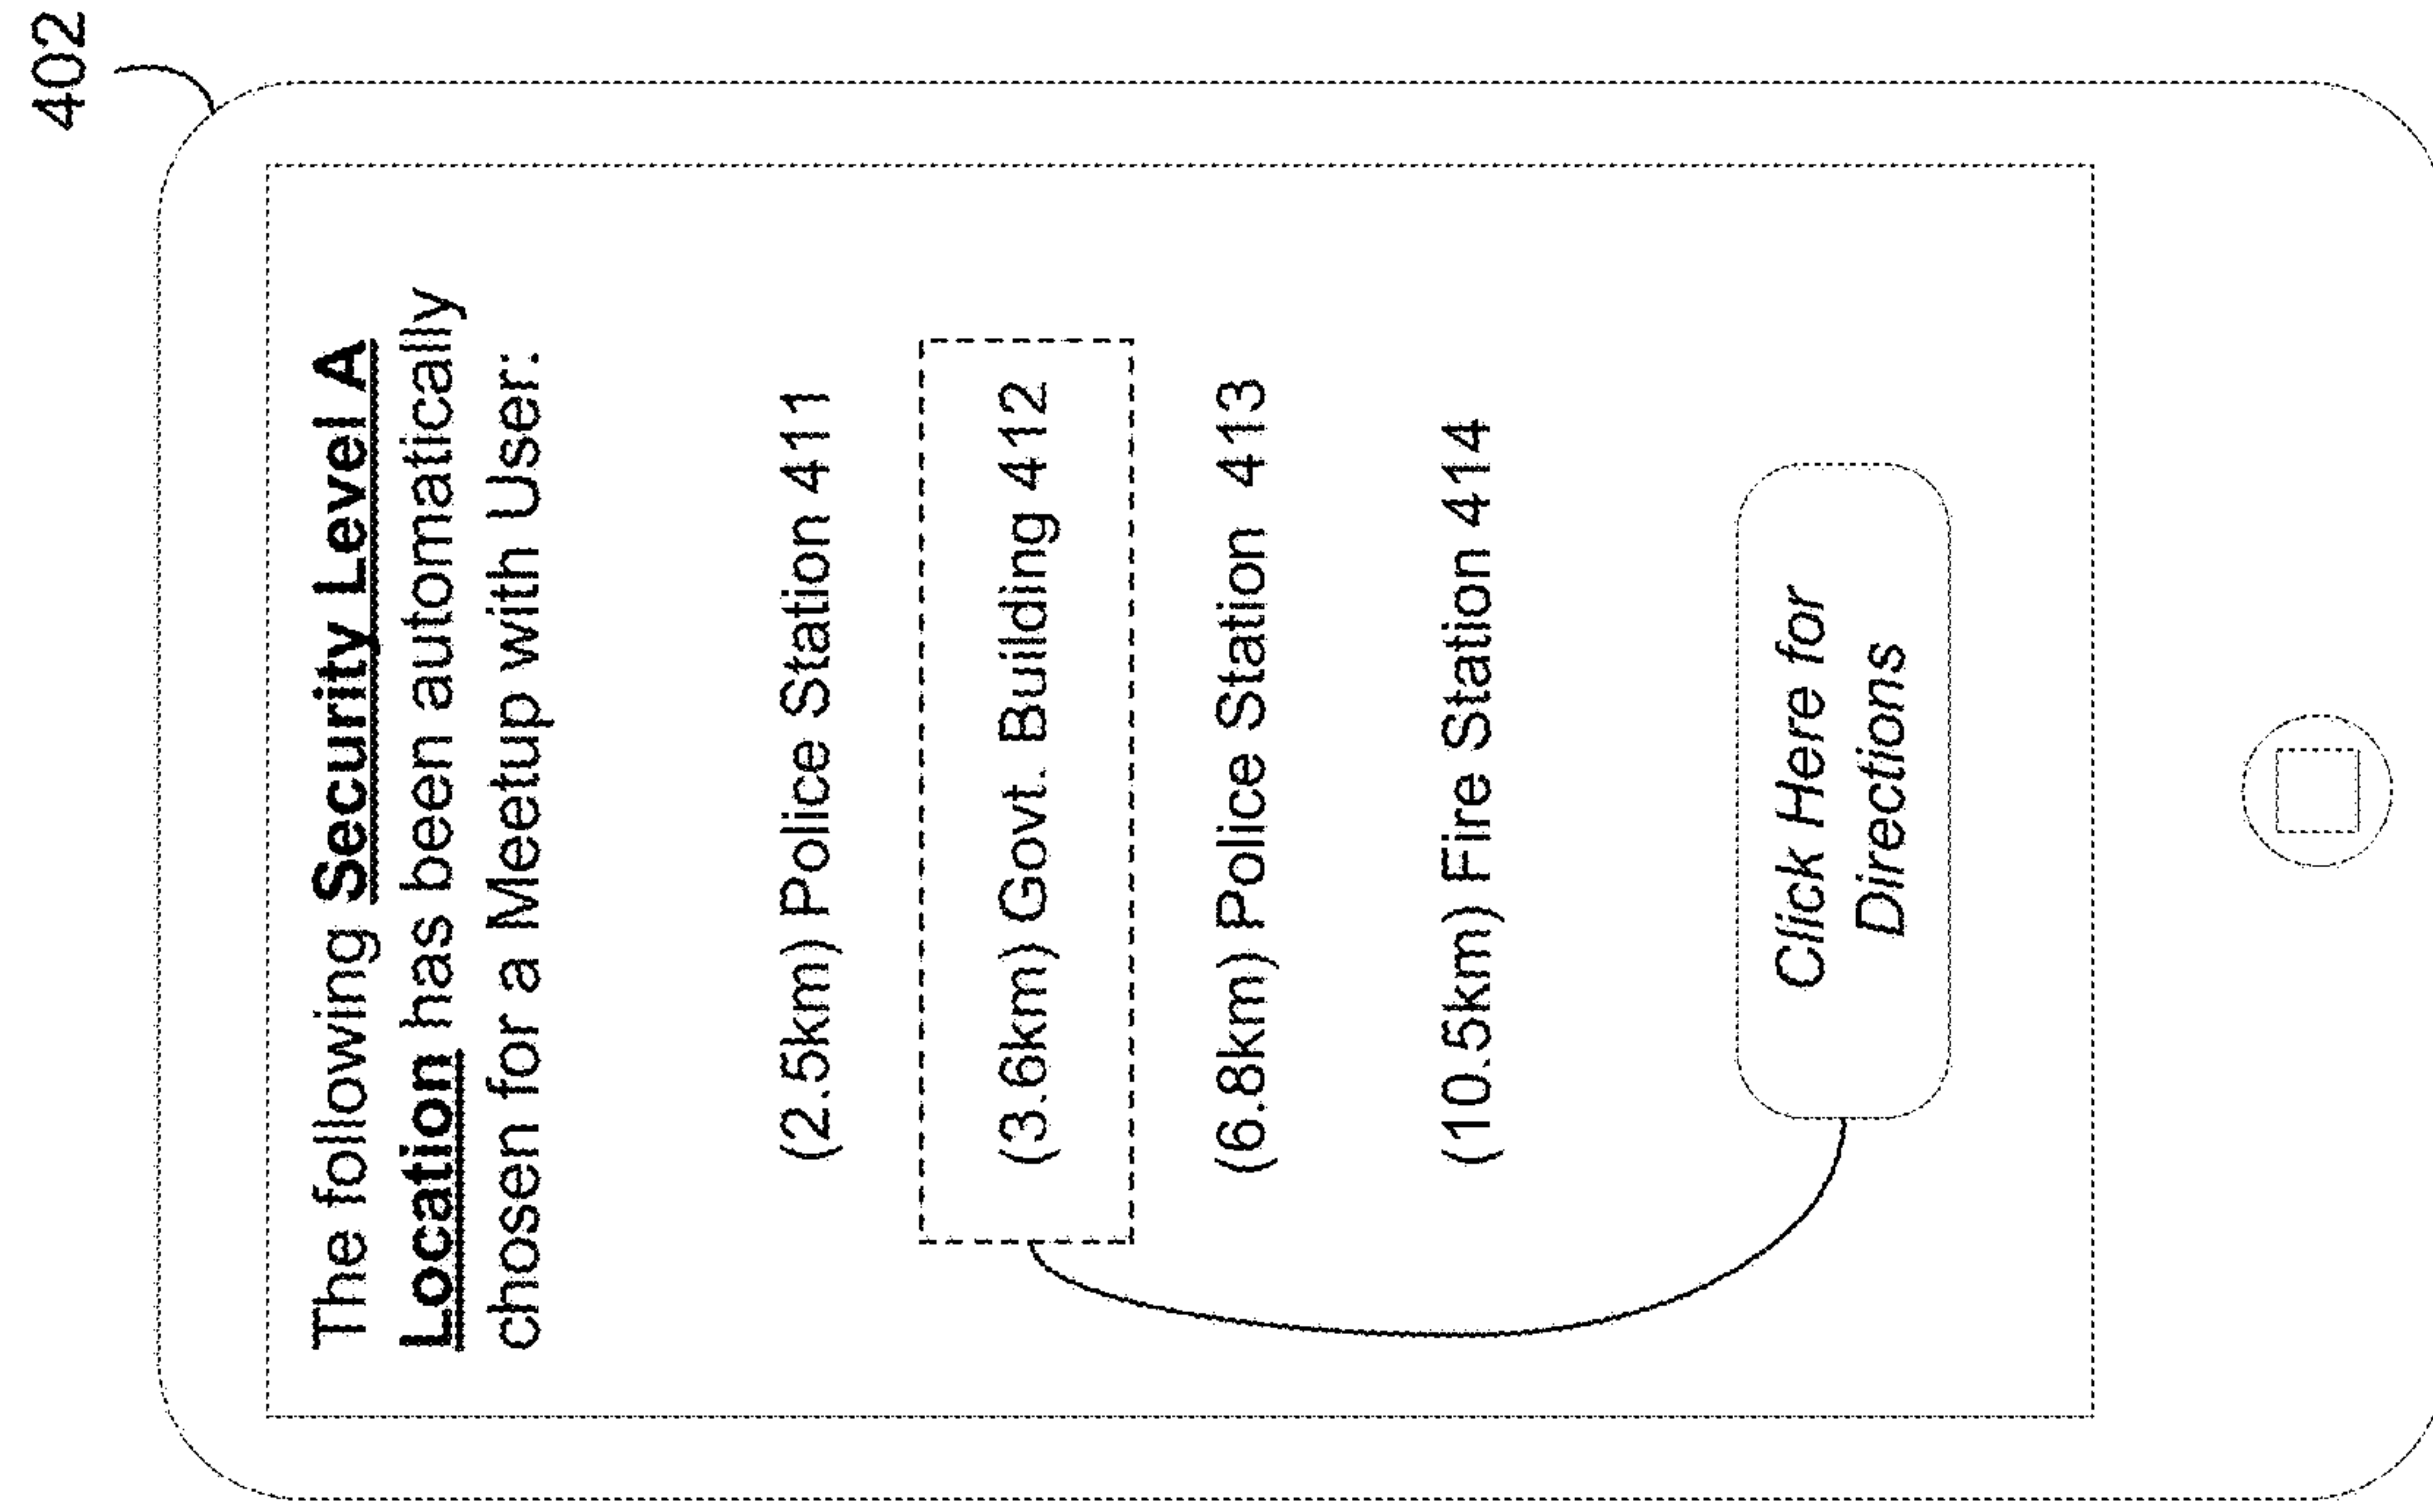 402
The following Security Level A
Location has been automatically
chosen for a Meetup with User:
(2.5km) Police Station 411
(3.6km) Govt. Building 412
(6.8km) Police Station 413
(10.5km) Fire Station 414
Click Here for
Directions